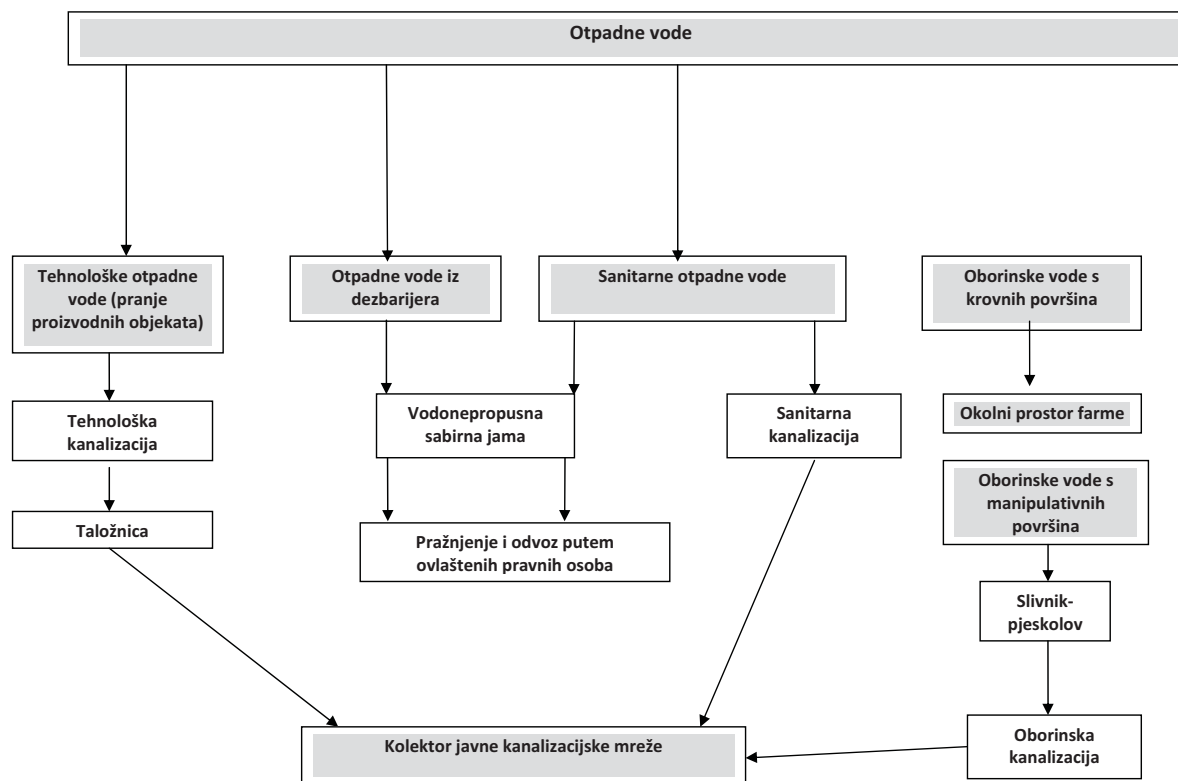 Otpadne vode
Tehnološke otpadne
vode (pranje
proizvodnih objekata)
Otpadne vode iz
dezbarijera
Sanitarne otpadne vode
Oborinske vode s
krovnih površina
Tehnološka
kanalizacija
Vodonepropusna
sabirna jama
Sanitarna
kanalizacija
Okolni prostor farme
Oborinske vode s
manipulativnih
površina
Taložnica
Pražnjenje i odvoz putem
ovlaštenih pravnih osoba
Slivnik-
pjeskolov
Kolektor javne kanalizacijske mreže
Oborinska
kanalizacija